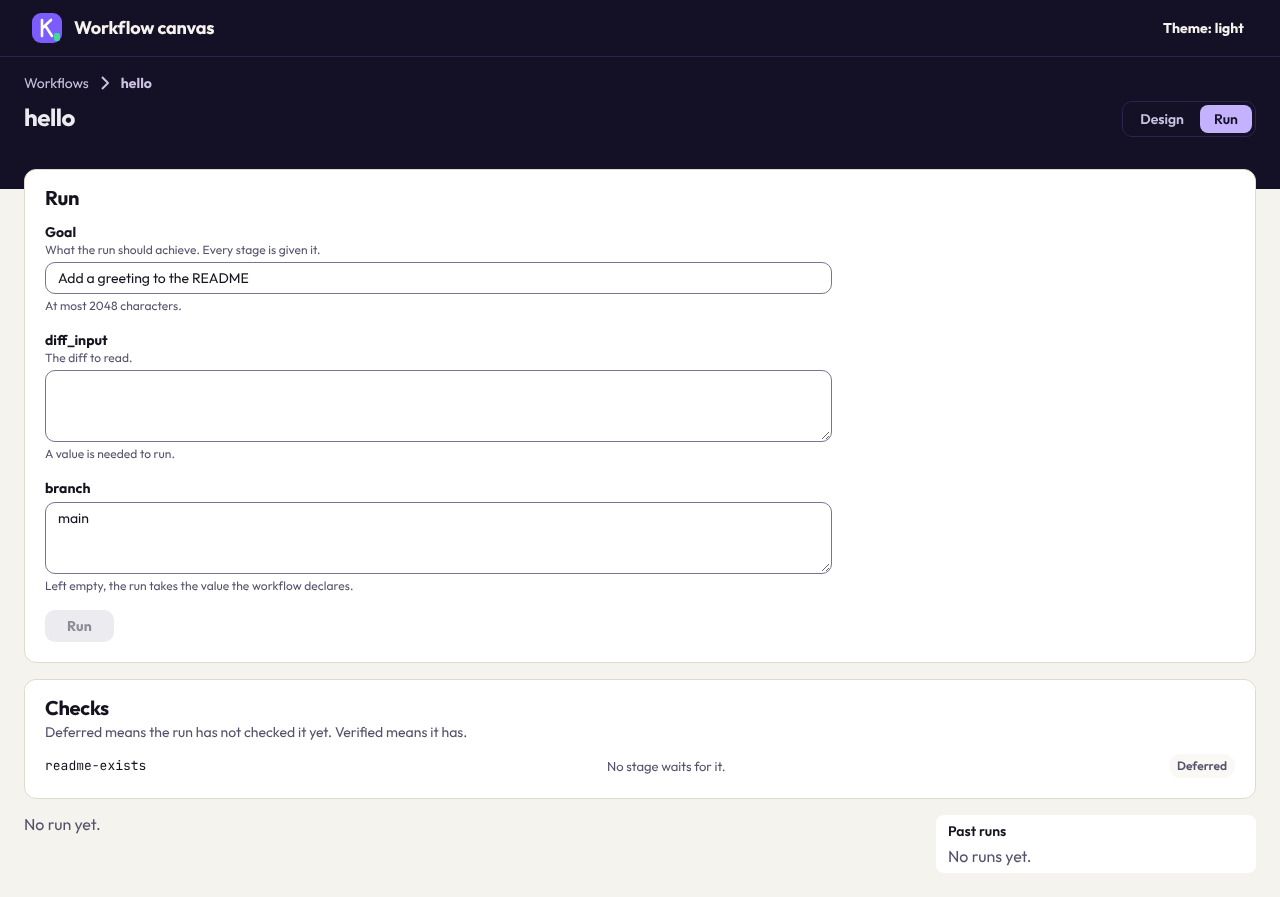 K
Workflow canvas
Theme: light
Workflows
hello
hello
Design
Run
Run
Goal
What the run should achieve. Every stage is given it.
Add a greeting to the README
At most 2048 characters.
diff_input
The diff to read.
A value is needed to run.
branch
main
Left empty, the run takes the value the workflow declares.
Run
Checks
Deferred means the run has not checked it yet. Verified means it has.
readme-exists
No stage waits for it.
Deferred
No run yet.
Past runs
No runs yet.